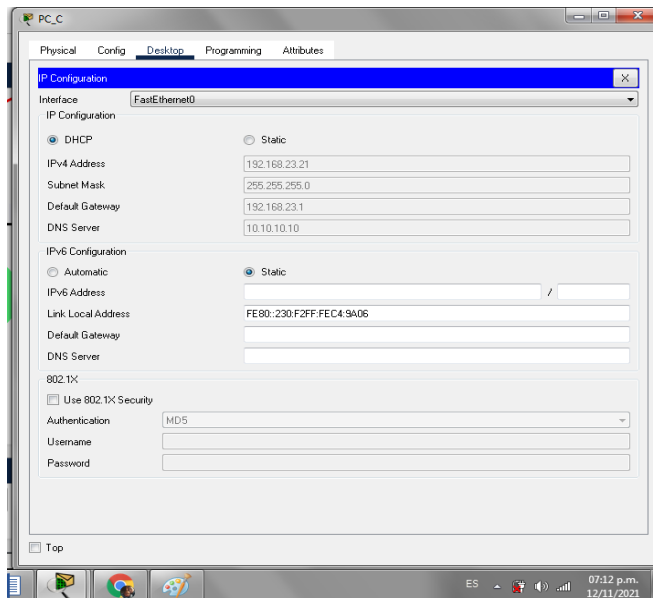 PC_C
Physical Config Desktop Programming Attributes
IP Configuration X
Interface FastEthernet0
IP Configuration
DHCP Static
IPv4 Address 192.168.23.21
Subnet Mask 255.255.255.0
Default Gateway 192.168.23.1
DNS Server 10.10.10.10
IPv6 Configuration
Automatic Static
IPv6 Address /
Link Local Address FE80::230:F2FF:FEC4:9A06
Default Gateway
DNS Server
802.1X
Use 802.1X Security
Authentication MD5
Username
Password
Top
ES 07:12 p.m.
12/11/2021